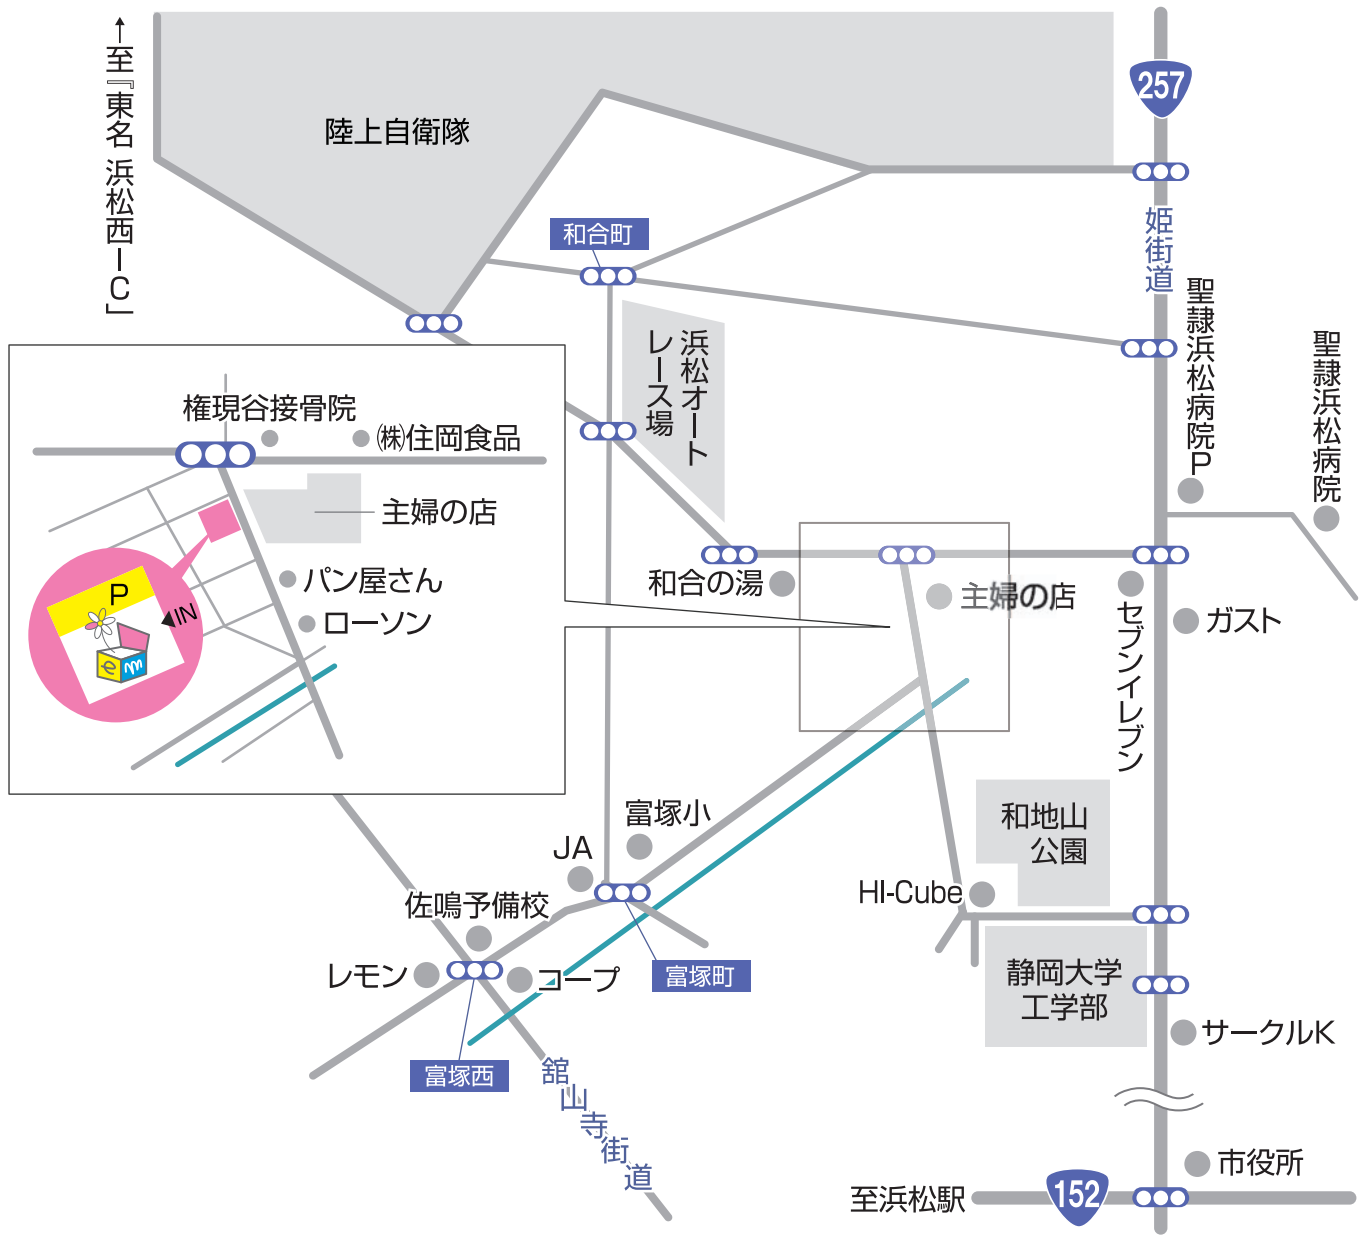 ←至『東名 浜松西IC」
陸上自衛隊
257
和合町
姫街道
聖隷浜松病院P
聖隷浜松病院
浜松オート
レース場
権現谷接骨院
㈱住岡食品
主婦の店
パン屋さん
ローソン
P
◀IN
em
和合の湯
主婦の店
セブンイレブン
ガスト
富塚小
JA
和地山
公園
HI-Cube
佐鳴予備校
レモン
コープ
富塚町
静岡大学
工学部
サークルK
富塚西
舘山寺街道
市役所
至浜松駅
152